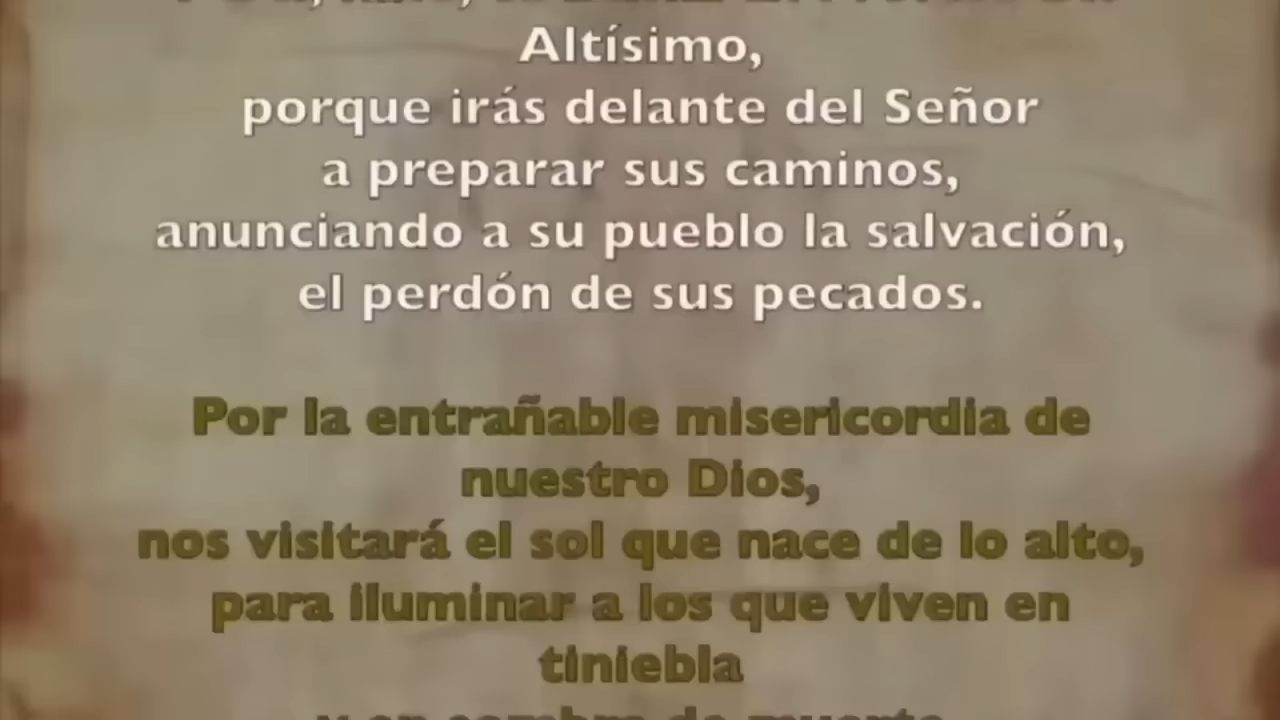 Altísimo,
porque irás delante del Señor
a preparar sus caminos,
anunciando a su pueblo la salvación,
el perdón de sus pecados.
Por la entrañable misericordia de
nuestro Dios,
nos visitará el sol que nace de lo alto,
para iluminar a los que viven en
tiniebla